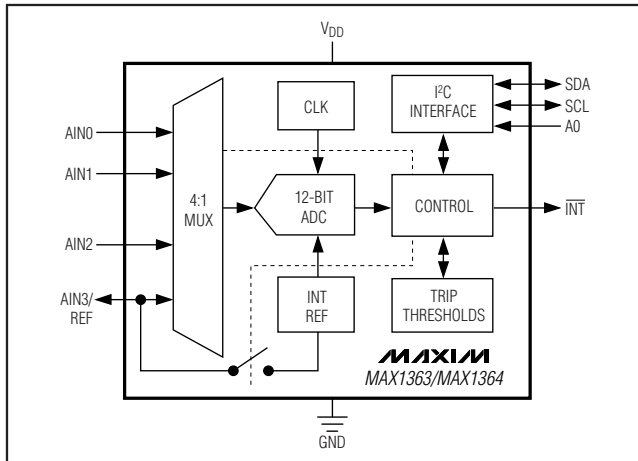 VDD
CLK
I²C
INTERFACE
SDA
SCL
A0
AIN0
AIN1
AIN2
AIN3/
REF
4:1
MUX
12-BIT
ADC
CONTROL
INT
INT
REF
TRIP
THRESHOLDS
MAXIM
MAX1363/MAX1364
GND